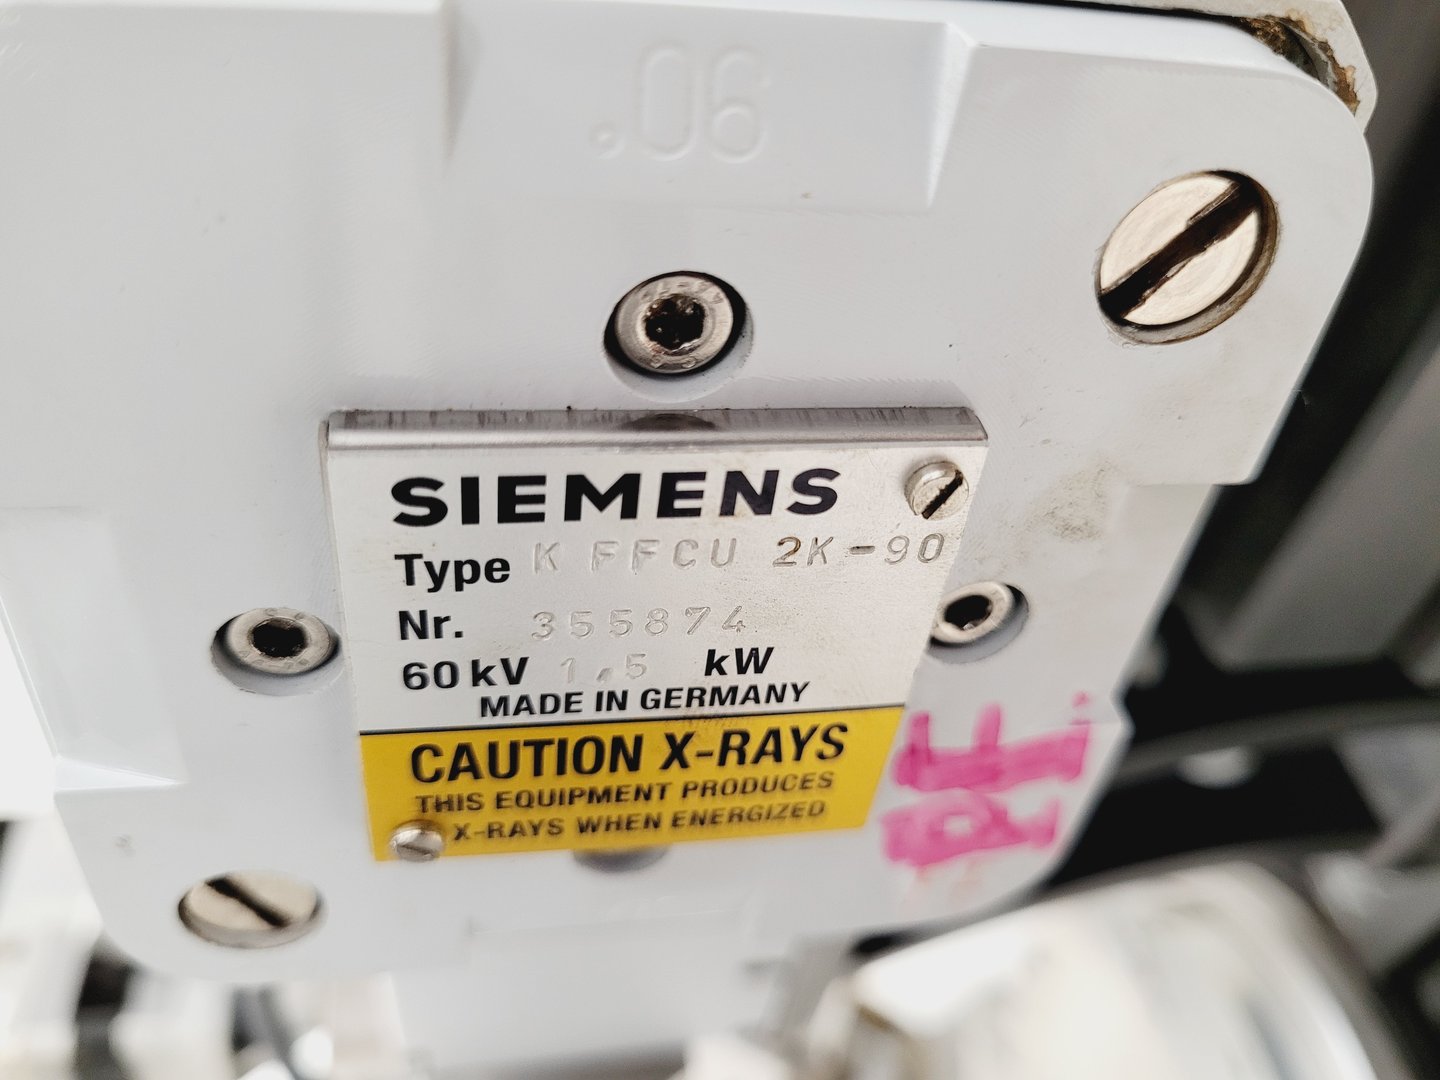 90°
SIEMENS
Type K FFCU 2K-90
Nr. 355874
60 kV 1,5 kW
MADE IN GERMANY
CAUTION X-RAYS
THIS EQUIPMENT PRODUCES
X-RAYS WHEN ENERGIZED